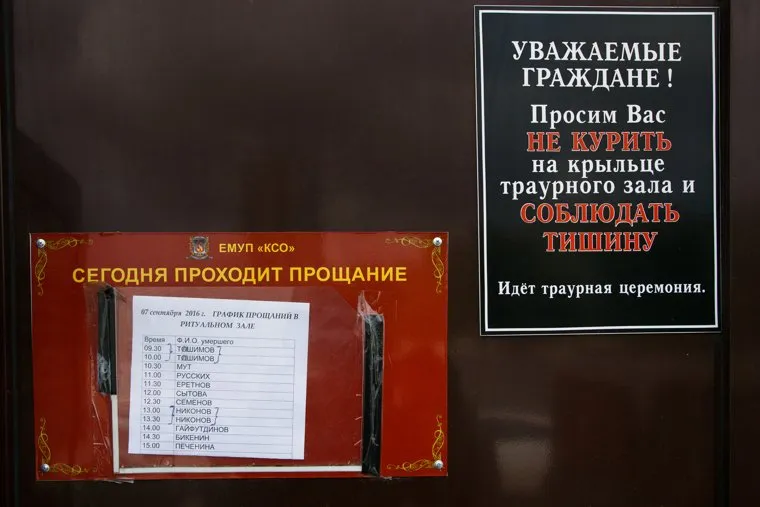 УВАЖАЕМЫЕ
ГРАЖДАНЕ !
Просим Вас
НЕ КУРИТЬ
на крыльце
траурного зала и
СОБЛЮДАТЬ
ТИШИНУ
Идёт траурная церемония.
ЕМУП «КСО»
СЕГОДНЯ ПРОХОДИТ ПРОЩАНИЕ
07 сентября 2016 г. ГРАФИК ПРОЩАНИЙ В
РИТУАЛЬНОМ ЗАЛЕ
Время Ф.И.О. умершего
09.30 ТОШИМОВ
10.00 ТОШИМОВ
10.30 МУТ
11.00 РУССКИХ
11.30 ЕРЕТНОВ
12.00 СЫТОВА
12.30 СЕМЕНОВ
13.00 НИКОНОВ
13.30 НИКОНОВ
14.00 ГАЙФУТДИНОВ
14.30 БИКЕНИН
15.00 ПЕЧЕНИНА